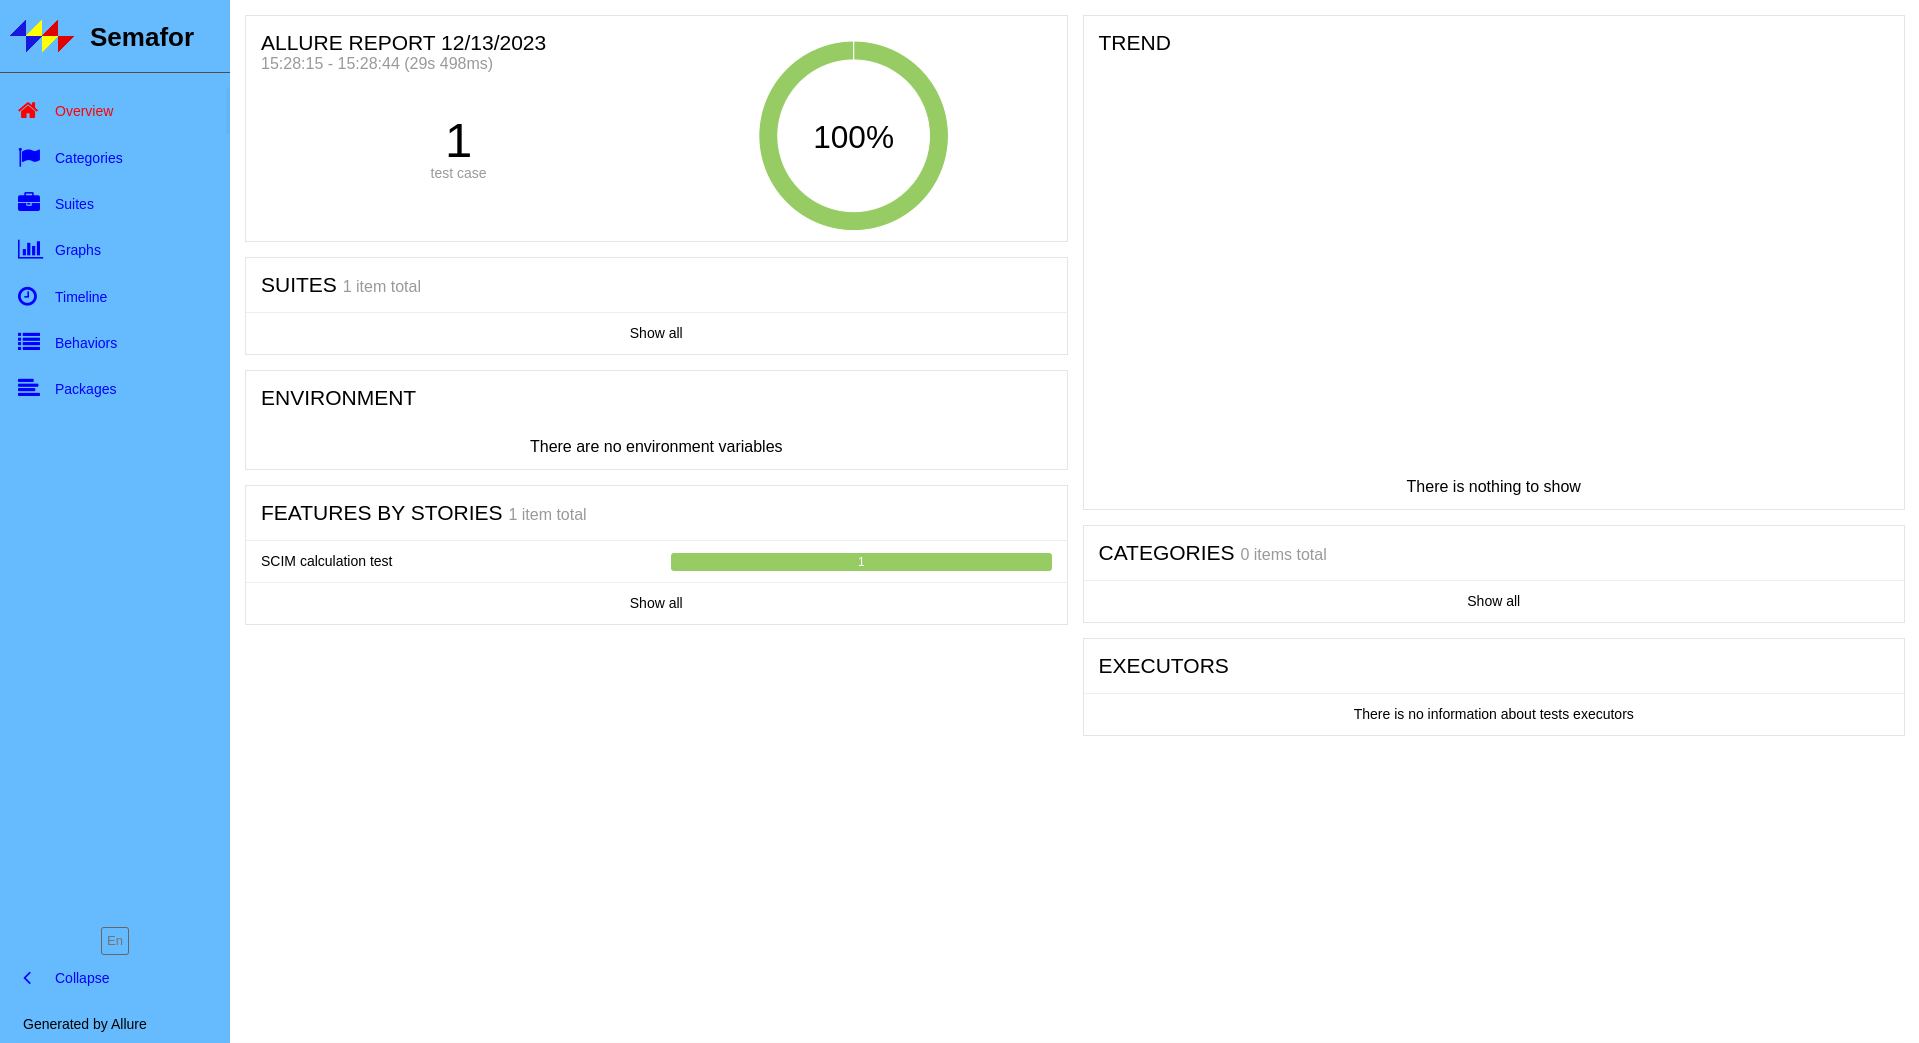 Semafor
Overview
Categories
Suites
Graphs
Timeline
Behaviors
Packages
En
Collapse
Generated by Allure
ALLURE REPORT 12/13/2023
15:28:15 - 15:28:44 (29s 498ms)
1
test case
100%
SUITES 1 item total
Show all
ENVIRONMENT
There are no environment variables
FEATURES BY STORIES 1 item total
SCIM calculation test 1
Show all
TREND
There is nothing to show
CATEGORIES 0 items total
Show all
EXECUTORS
There is no information about tests executors